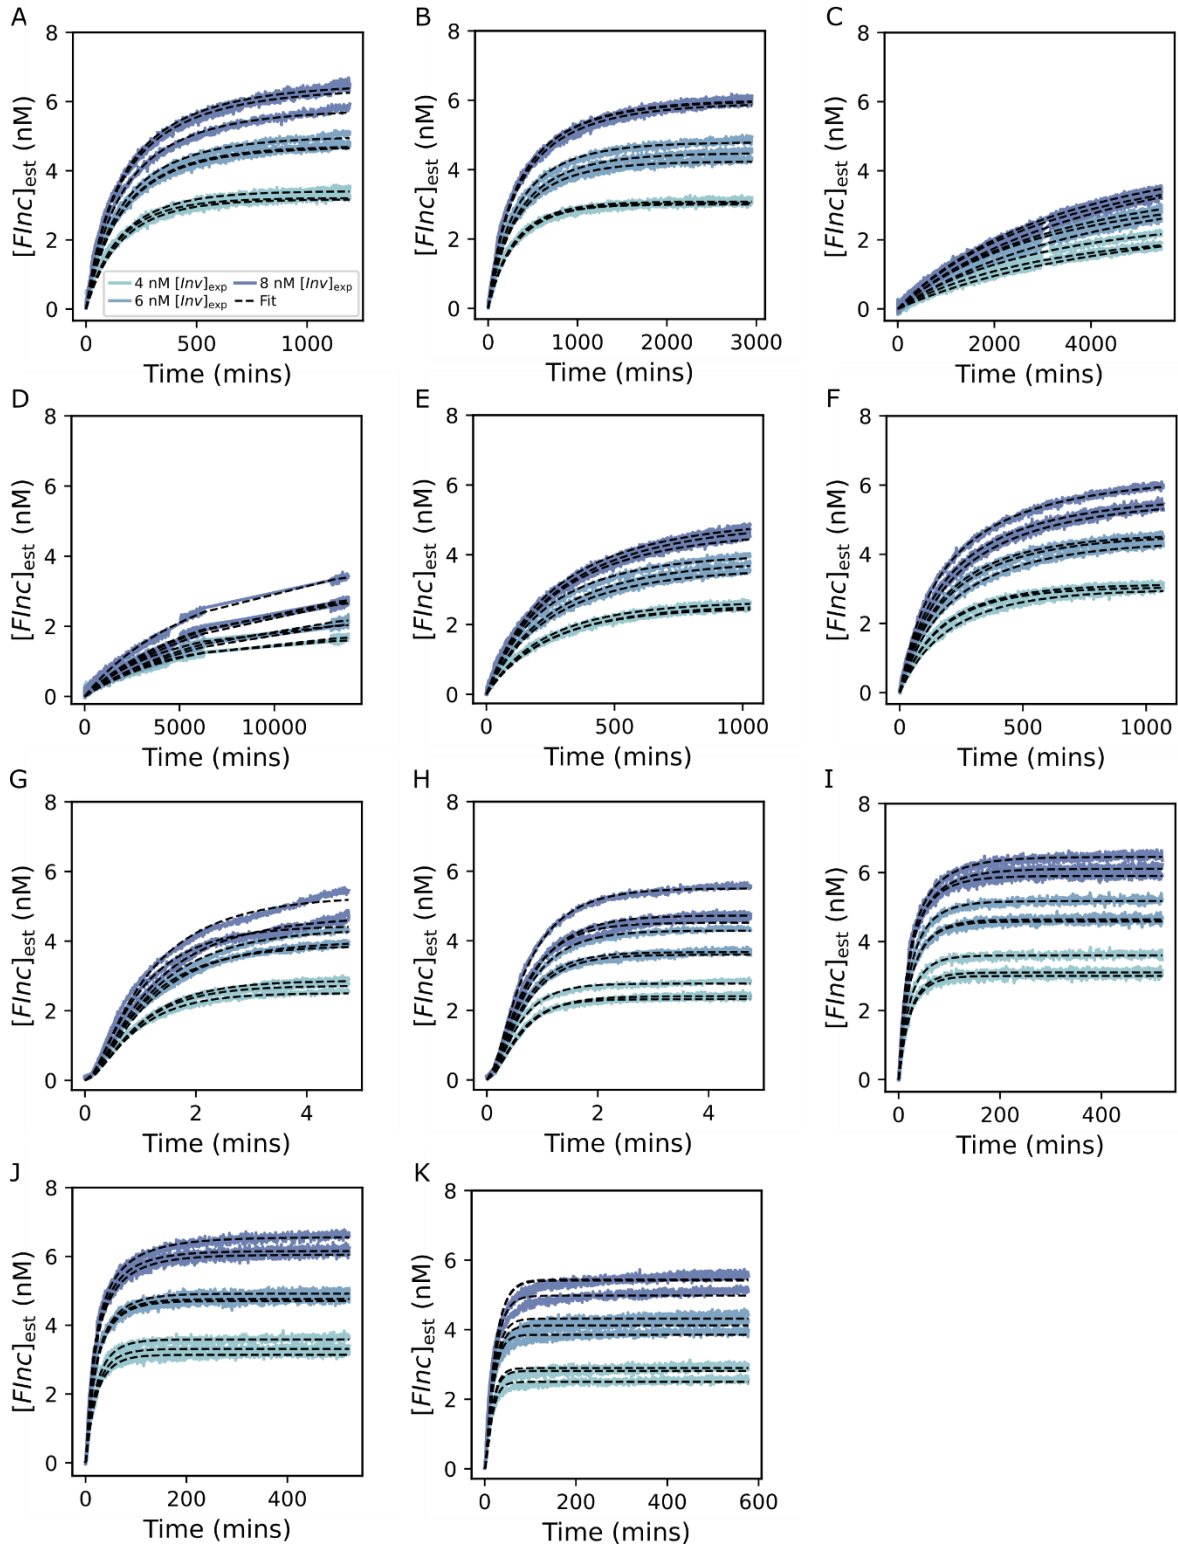 A
8
6
4
2
0
[FInc]est (nM)
4 nM [Inv]exp
6 nM [Inv]exp
8 nM [Inv]exp
Fit
0 500 1000
Time (mins)
B
8
6
4
2
0
[FInc]est (nM)
0 1000 2000 3000
Time (mins)
C
8
6
4
2
0
[FInc]est (nM)
0 2000 4000
Time (mins)
D
8
6
4
2
0
[FInc]est (nM)
0 5000 10000
Time (mins)
E
8
6
4
2
0
[FInc]est (nM)
0 500 1000
Time (mins)
F
8
6
4
2
0
[FInc]est (nM)
0 500 1000
Time (mins)
G
8
6
4
2
0
[FInc]est (nM)
0 2 4
Time (mins)
H
8
6
4
2
0
[FInc]est (nM)
0 2 4
Time (mins)
I
8
6
4
2
0
[FInc]est (nM)
0 200 400
Time (mins)
J
8
6
4
2
0
[FInc]est (nM)
0 200 400
Time (mins)
K
8
6
4
2
0
[FInc]est (nM)
0 200 400 600
Time (mins)